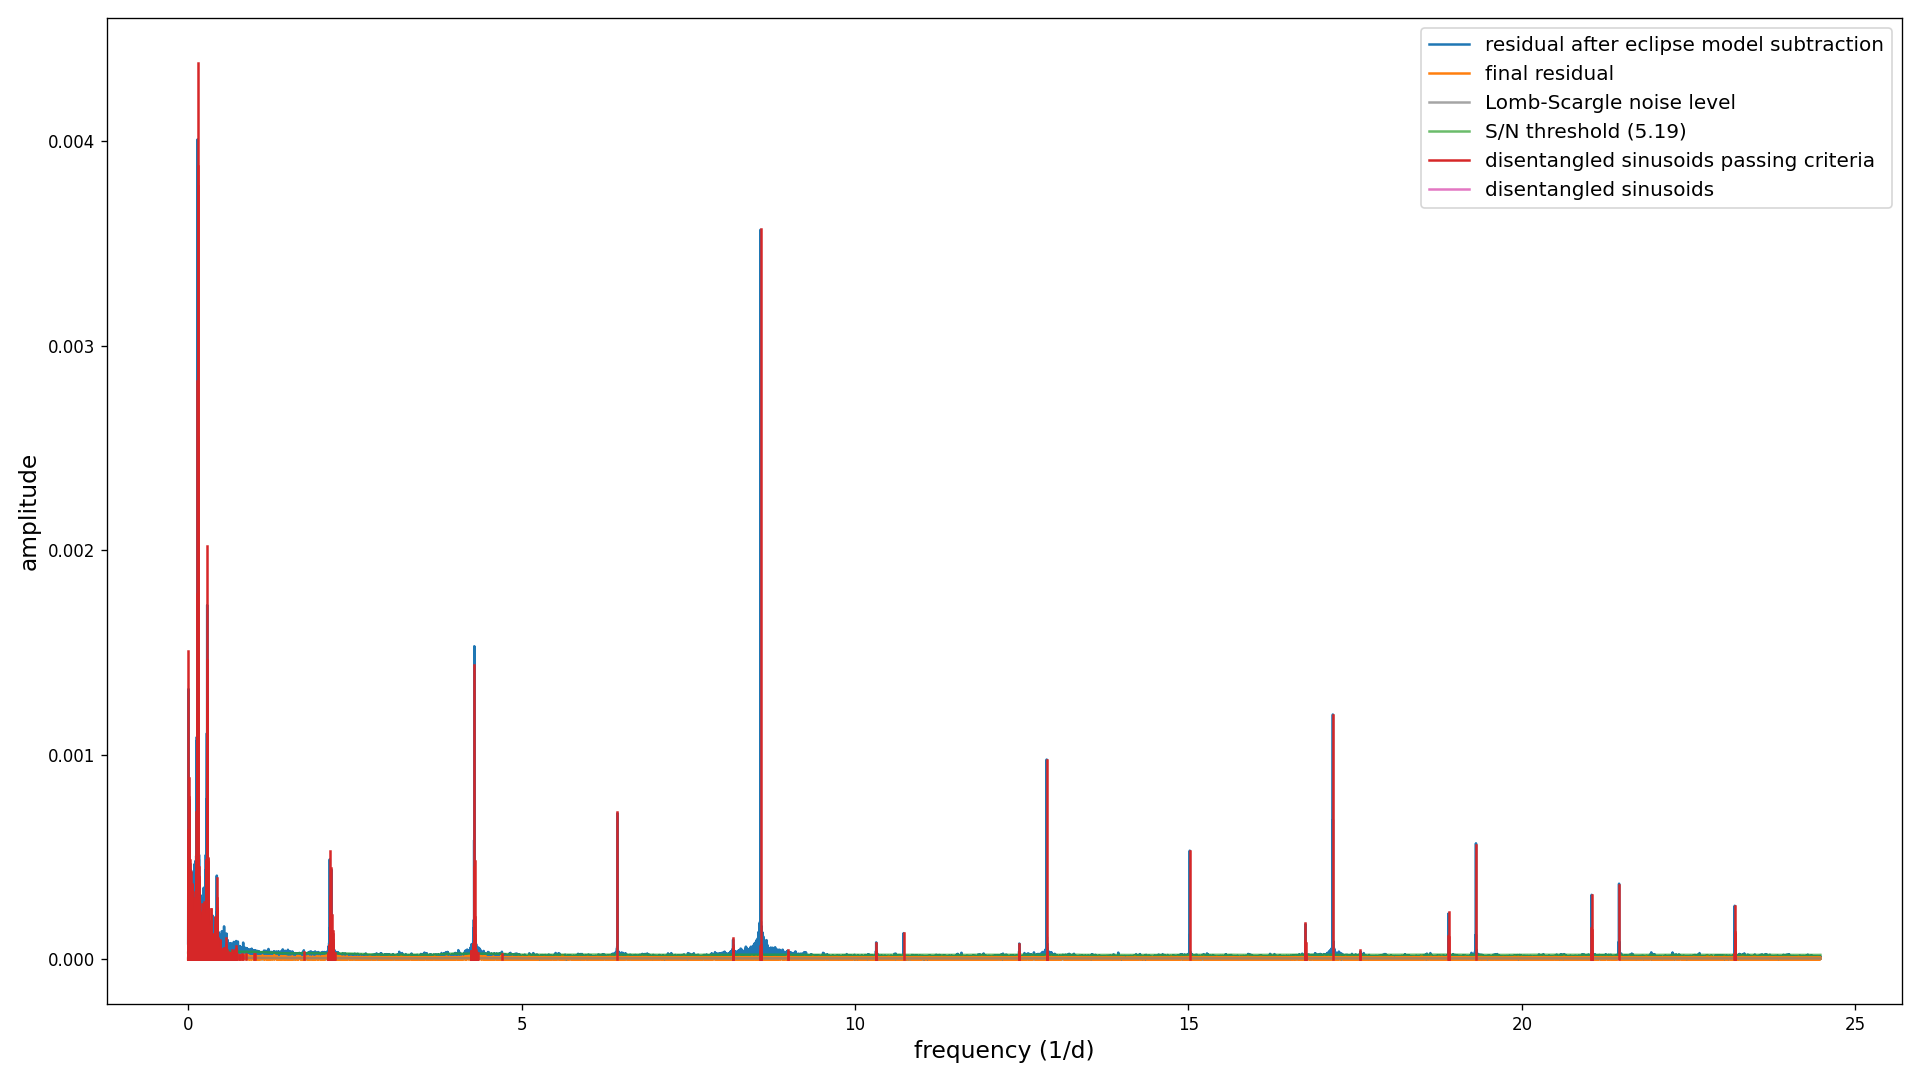 residual after eclipse model subtraction
final residual
Lomb-Scargle noise level
S/N threshold (5.19)
disentangled sinusoids passing criteria
disentangled sinusoids
0.004
0.003
0.002
0.001
0.000
amplitude
0 5 10 15 20 25
frequency (1/d)